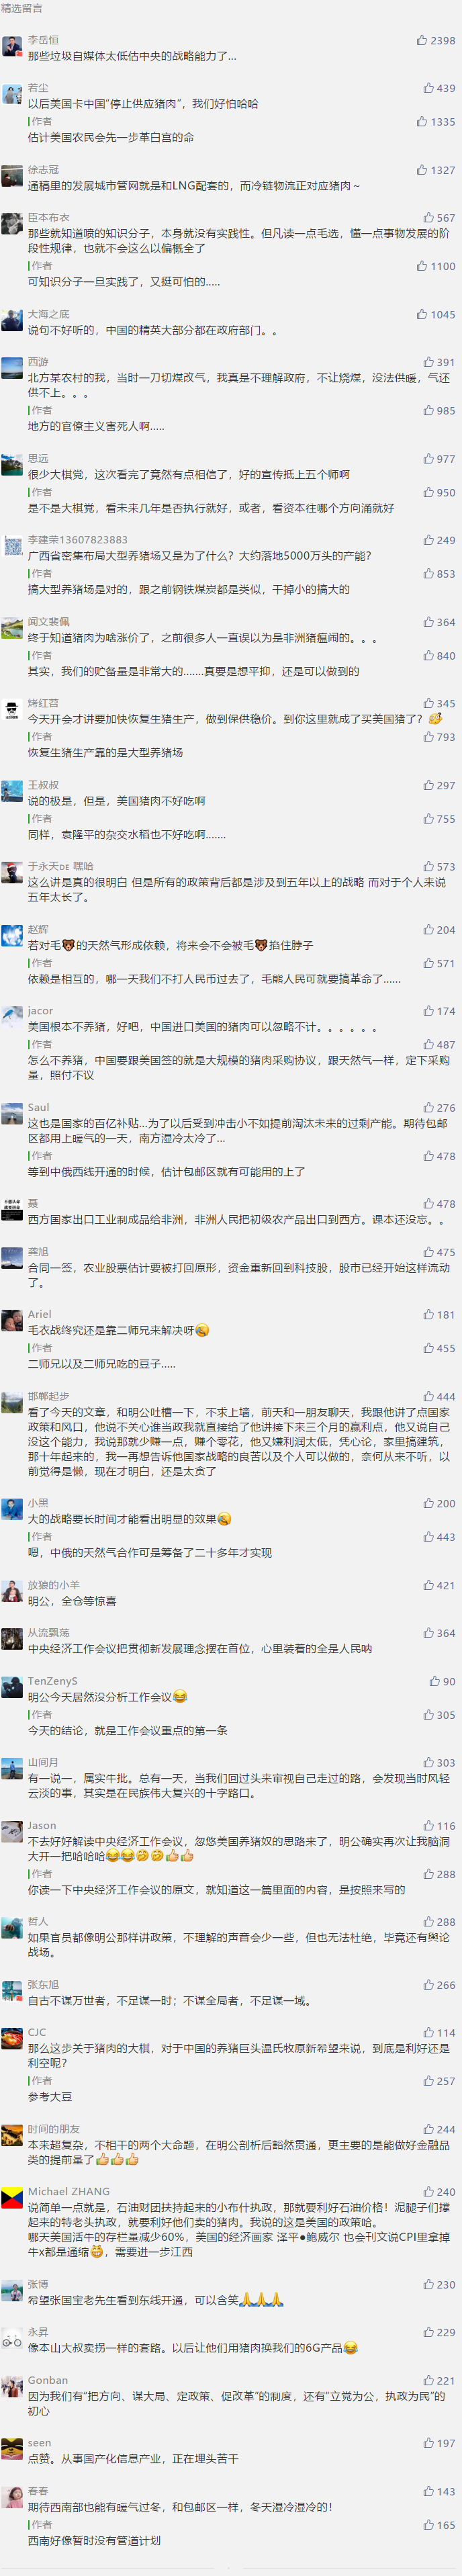 精选留言
李岳恒 2398
那些垃圾自媒体太低估中央的战略能力了...
若尘 439
以后美国卡中国“停止供应猪肉”，我们好怕哈哈
作者 1335
估计美国农民会先一步革白宫的命
徐志冠 1327
通稿里的发展城市管网就是和LNG配套的，而冷链物流正对应猪肉～
臣本布衣 567
那些就知道喷的知识分子，本身就没有实践性。但凡读一点毛选，懂一点事物发展的阶
段性规律，也就不会这么以偏概全了
作者 1100
可知识分子一旦实践了，又挺可怕的.....
大海之底 1045
说句不好听的，中国的精英大部分都在政府部门。。
西游 391
北方某农村的我，当时一刀切煤改气，我真是不理解政府，不让烧煤，没法供暖，气还
供不上。。。
作者 985
地方的官僚主义害死人啊.....
思远 977
很少大棋党，这次看完了竟然有点相信了，好的宣传抵上五个师啊
作者 950
是不是大棋党，看未来几年是否执行就好，或者，看资本往哪个方向涌就好
李建荣13607823883 249
广西省密集布局大型养猪场又是为了什么？大约落地5000万头的产能？
作者 853
搞大型养猪场是对的，跟之前钢铁煤炭都是类似，干掉小的搞大的
闻文裴佩 364
终于知道猪肉为啥涨价了，之前很多人一直误以为是非洲猪瘟闹的。。。
作者 840
其实，我们的贮备量是非常大的.......真要是想平抑，还是可以做到的
烤红苕 345
今天开会才讲要加快恢复生猪生产，做到保供稳价。到你这里就成了买美国猪了？
作者 793
恢复生猪生产靠的是大型养猪场
王叔叔 297
说的极是，但是，美国猪肉不好吃啊
作者 755
同样，袁隆平的杂交水稻也不好吃啊.......
于永天ᴅᴇ 嘿哈 573
这么讲是真的很明白 但是所有的政策背后都是涉及到五年以上的战略 而对于个人来说
五年太长了。
赵辉 204
若对毛🐻的天然气形成依赖，将来会不会被毛🐻掐住脖子
作者 571
依赖是相互的，哪一天我们不打人民币过去了，毛熊人民可就要搞革命了......
jacor 174
美国根本不养猪，好吧，中国进口美国的猪肉可以忽略不计。。。。。。
作者 487
怎么不养猪，中国要跟美国签的就是大规模的猪肉采购协议，跟天然气一样，定下采购
量，照付不议
Saul 276
这也是国家的百亿补贴...为了以后受到冲击小不如提前淘汰未来的过剩产能。期待包邮
区都用上暖气的一天，南方湿冷太冷了...
作者 478
等到中俄西线开通的时候，估计包邮区就有可能用的上了
聂 478
西方国家出口工业制成品给非洲，非洲人民把初级农产品出口到西方。课本还没忘。。
龚旭 475
合同一签，农业股票估计要被打回原形，资金重新回到科技股，股市已经开始这样流动
了。
Ariel 181
毛衣战终究还是靠二师兄来解决呀
作者 455
二师兄以及二师兄吃的豆子.....
邯郸起步 444
看了今天的文章，和明公吐槽一下，不求上墙，前天和一朋友聊天，我跟他讲了点国家
政策和风口，他说不关心谁当政我就直接给了他讲接下来三个月的赢利点，他又说自己
没这个能力，我说那就少赚一点，赚个零花，他又嫌利润太低，凭心论，家里搞建筑，
那十年起来的，我一再想告诉他国家战略的良苦以及个人可以做的，奈何从来不听，以
前觉得是懒，现在才明白，还是太贪了
小黑 200
大的战略要长时间才能看出明显的效果
作者 443
嗯，中俄的天然气合作可是筹备了二十多年才实现
放狼的小羊 421
明公，全仓等惊喜
从流飘荡 364
中央经济工作会议把贯彻新发展理念摆在首位，心里装着的全是人民呐
TenZenyS 90
明公今天居然没分析工作会议😂
作者 305
今天的结论，就是工作会议重点的第一条
山间月 303
有一说一，属实牛批。总有一天，当我们回过头来审视自己走过的路，会发现当时风轻
云淡的事，其实是在民族伟大复兴的十字路口。
Jason 116
不去好好解读中央经济工作会议，忽悠美国养猪奴的思路来了，明公确实再次让我脑洞
大开一把哈哈哈😂😂🤔🤔👍👍
作者 288
你读一下中央经济工作会议的原文，就知道这一篇里面的内容，是按照来写的
哲人 288
如果官员都像明公那样讲政策，不理解的声音会少一些，但也无法杜绝，毕竟还有舆论
战场。
张东旭 266
自古不谋万世者，不足谋一时；不谋全局者，不足谋一域。
CJC 114
那么这步关于猪肉的大棋，对于中国的养猪巨头温氏牧原新希望来说，到底是利好还是
利空呢？
作者 257
参考大豆
时间的朋友 244
本来超复杂，不相干的两个大命题，在明公剖析后豁然贯通，更主要的是能做好金融品
类的提前量了👍👍👍
Michael ZHANG 240
说简单一点就是，石油财团扶持起来的小布什执政，那就要利好石油价格！泥腿子们撑
起来的特老头执政，就要利好他们卖的猪肉。我说的这是美国的政策哈。
哪天美国活牛的存栏量减少60%，美国的经济画家 泽平●鲍威尔 也会刊文说CPI里拿掉
牛x都是通缩，需要进一步江西
张博 230
希望张国宝老先生看到东线开通，可以含笑🙏🙏🙏
永昇 229
像本山大叔卖拐一样的套路。以后让他们用猪肉换我们的6G产品😂
Gonban 221
因为我们有“把方向、谋大局、定政策、促改革”的制度，还有“立党为公，执政为民”的
初心
seen 197
点赞。从事国产化信息产业，正在埋头苦干
春春 143
期待西南部也能有暖气过冬，和包邮区一样，冬天湿冷湿冷的！
作者 165
西南好像暂时没有管道计划